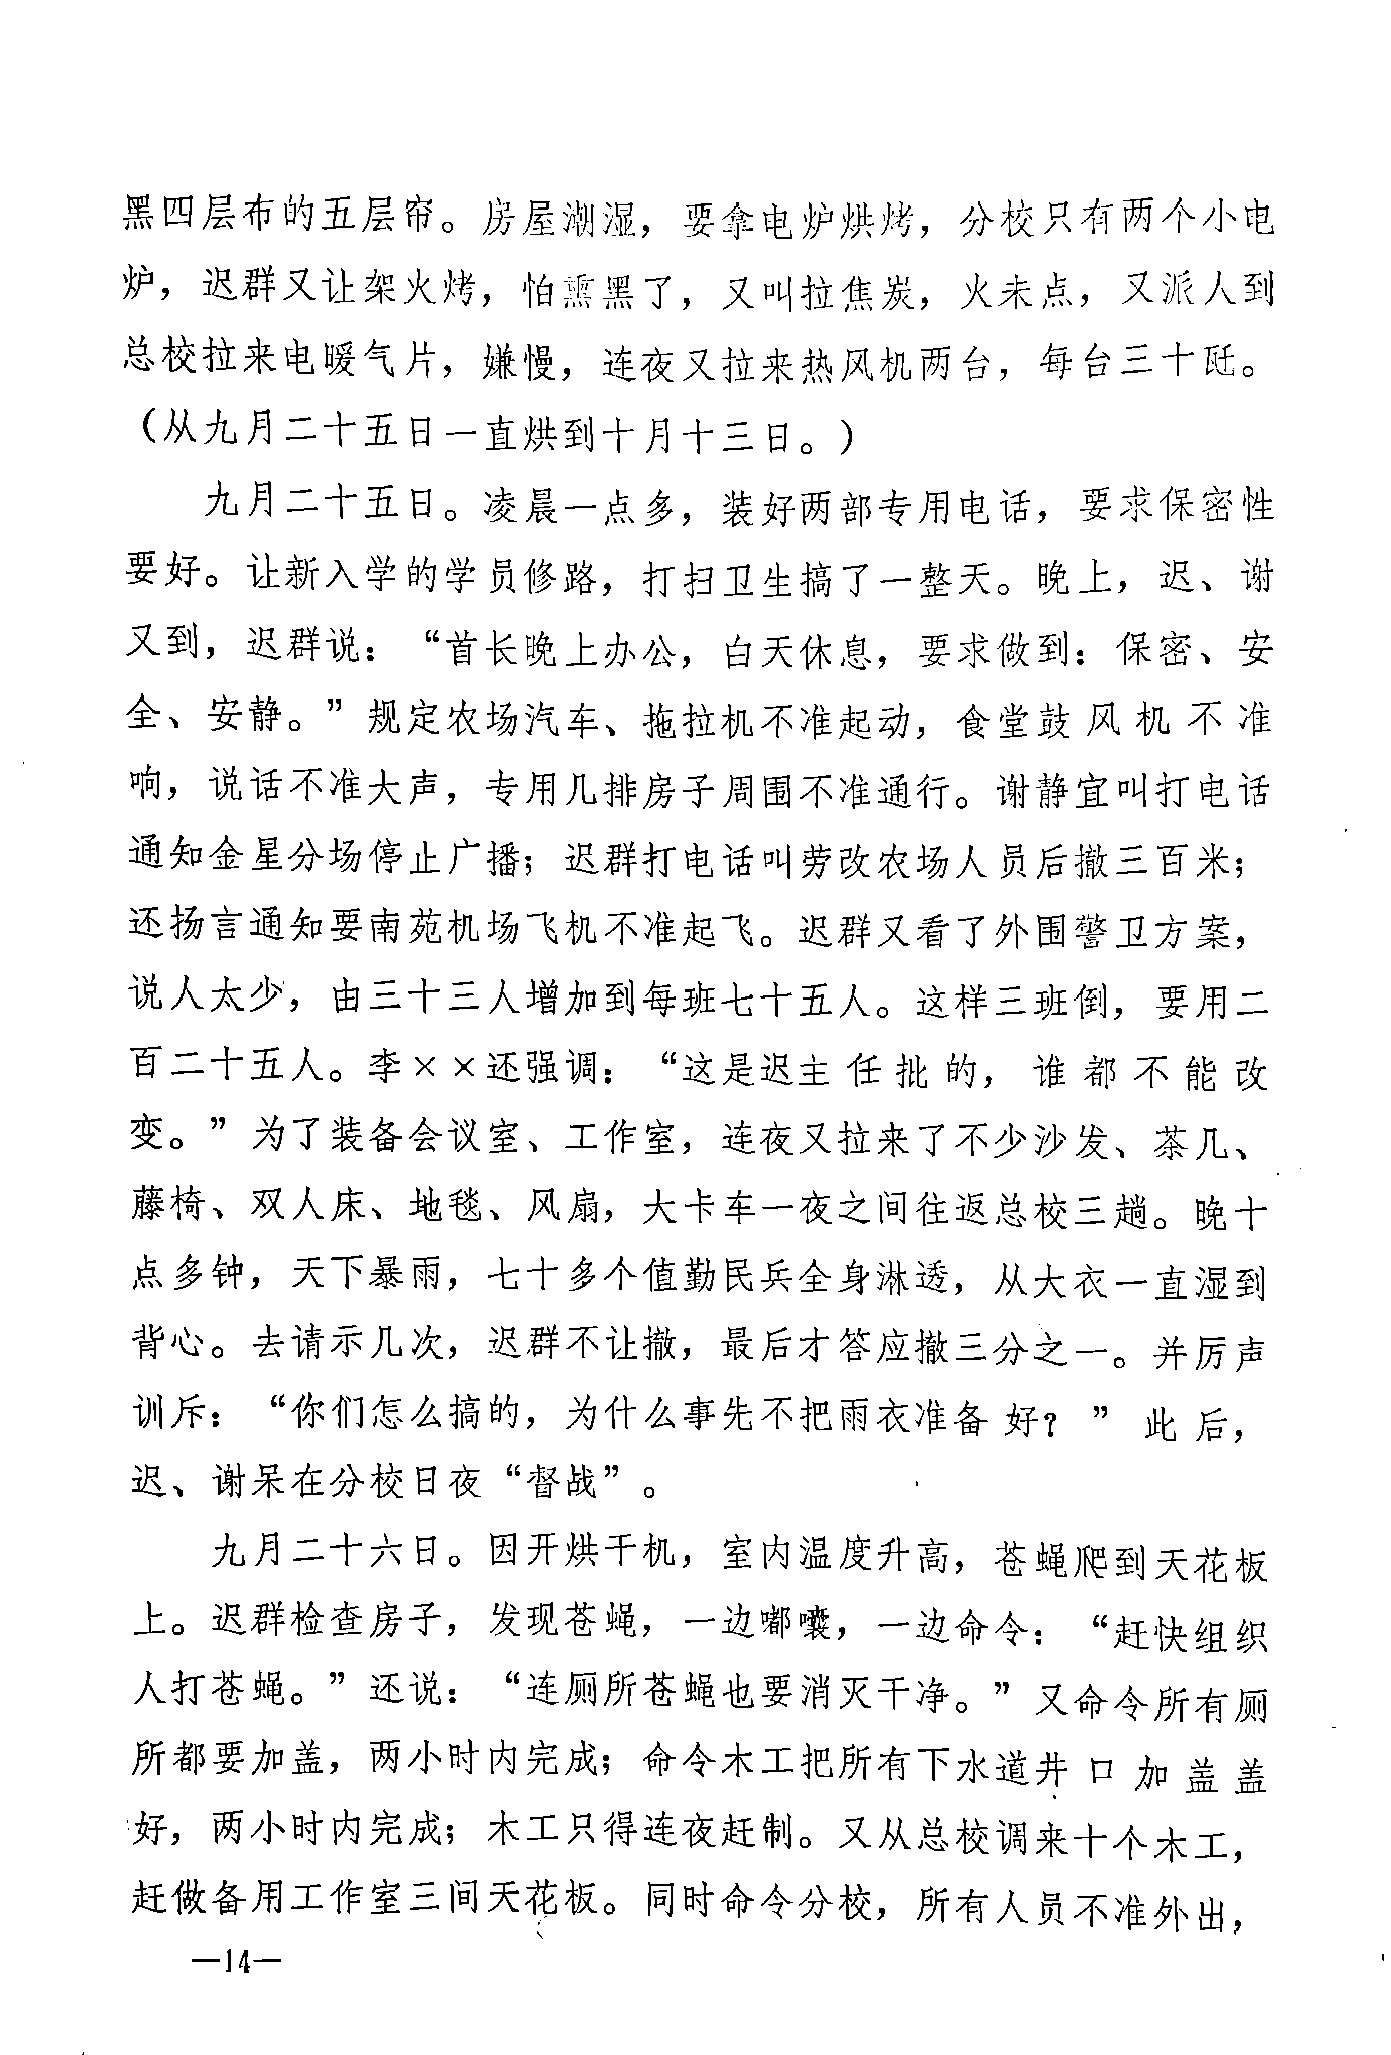 黑四层布的五层帘。房屋潮湿，要拿电炉烘烤，分校只有两个小电
炉，迟群又让架火烤，怕熏黑了，又叫拉焦炭，火未点，又派人到
总校拉来电暖气片，嫌慢，连夜又拉来热风机两台，每台三十瓩。
（从九月二十五日一直烘到十月十三日。）
九月二十五日。凌晨一点多，装好两部专用电话，要求保密性
要好。让新入学的学员修路，打扫卫生搞了一整天。晚上，迟、谢
又到，迟群说：“首长晚上办公，白天休息，要求做到：保密、安
全、安静。”规定农场汽车、拖拉机不准起动，食堂鼓风机不准
响，说话不准大声，专用几排房子周围不准通行。谢静宜叫打电话
通知金星分场停止广播；迟群打电话叫劳改农场人员后撤三百米；
还扬言通知要南苑机场飞机不准起飞。迟群又看了外围警卫方案，
说人太少，由三十三人增加到每班七十五人。这样三班倒，要用二
百二十五人。李××还强调：“这是迟主任批的，谁都不能改
变。”为了装备会议室、工作室，连夜又拉来了不少沙发、茶几、
藤椅、双人床、地毯、风扇，大卡车一夜之间往返总校三趟。晚十
点多钟，天下暴雨，七十多个值勤民兵全身淋透，从大衣一直湿到
背心。去请示几次，迟群不让撤，最后才答应撤三分之一。并厉声
训斥：“你们怎么搞的，为什么事先不把雨衣准备好？”此后，
迟、谢呆在分校日夜“督战”。
九月二十六日。因开烘干机，室内温度升高，苍蝇爬到天花板
上。迟群检查房子，发现苍蝇，一边嘟囔，一边命令：“赶快组织
人打苍蝇。”还说：“连厕所苍蝇也要消灭干净。”又命令所有厕
所都要加盖，两小时内完成；命令木工把所有下水道井口加盖盖
好，两小时内完成；木工只得连夜赶制。又从总校调来十个木工，
赶做备用工作室三间天花板。同时命令分校，所有人员不准外出，
—14—